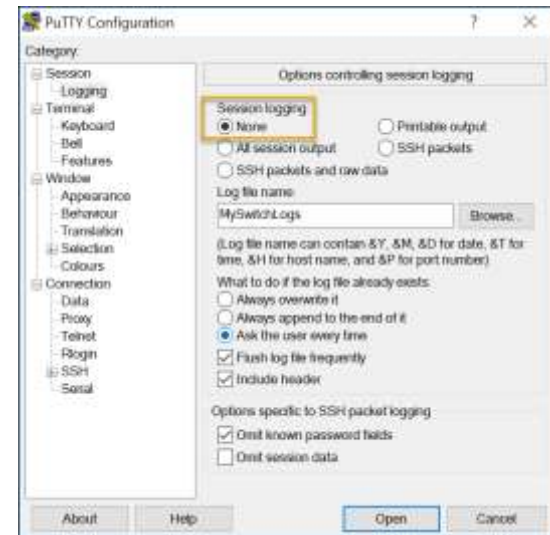 PuTTY Configuration
? ×
Category:
Session
Logging
Terminal
Keyboard
Bell
Features
Window
Appearance
Behaviour
Translation
Selection
Colours
Connection
Data
Proxy
Telnet
Rlogin
SSH
Serial
Options controlling session logging
Session logging
None
Printable output
All session output
SSH packets
SSH packets and raw data
Log file name:
MySwitchLogs
Browse...
(Log file name can contain &Y, &M, &D for date, &T for
time, &H for host name, and &P for port number)
What to do if the log file already exists:
Always overwrite it
Always append to the end of it
Ask the user every time
Flush log file frequently
Include header
Options specific to SSH packet logging
Omit known password fields
Omit session data
About
Help
Open
Cancel